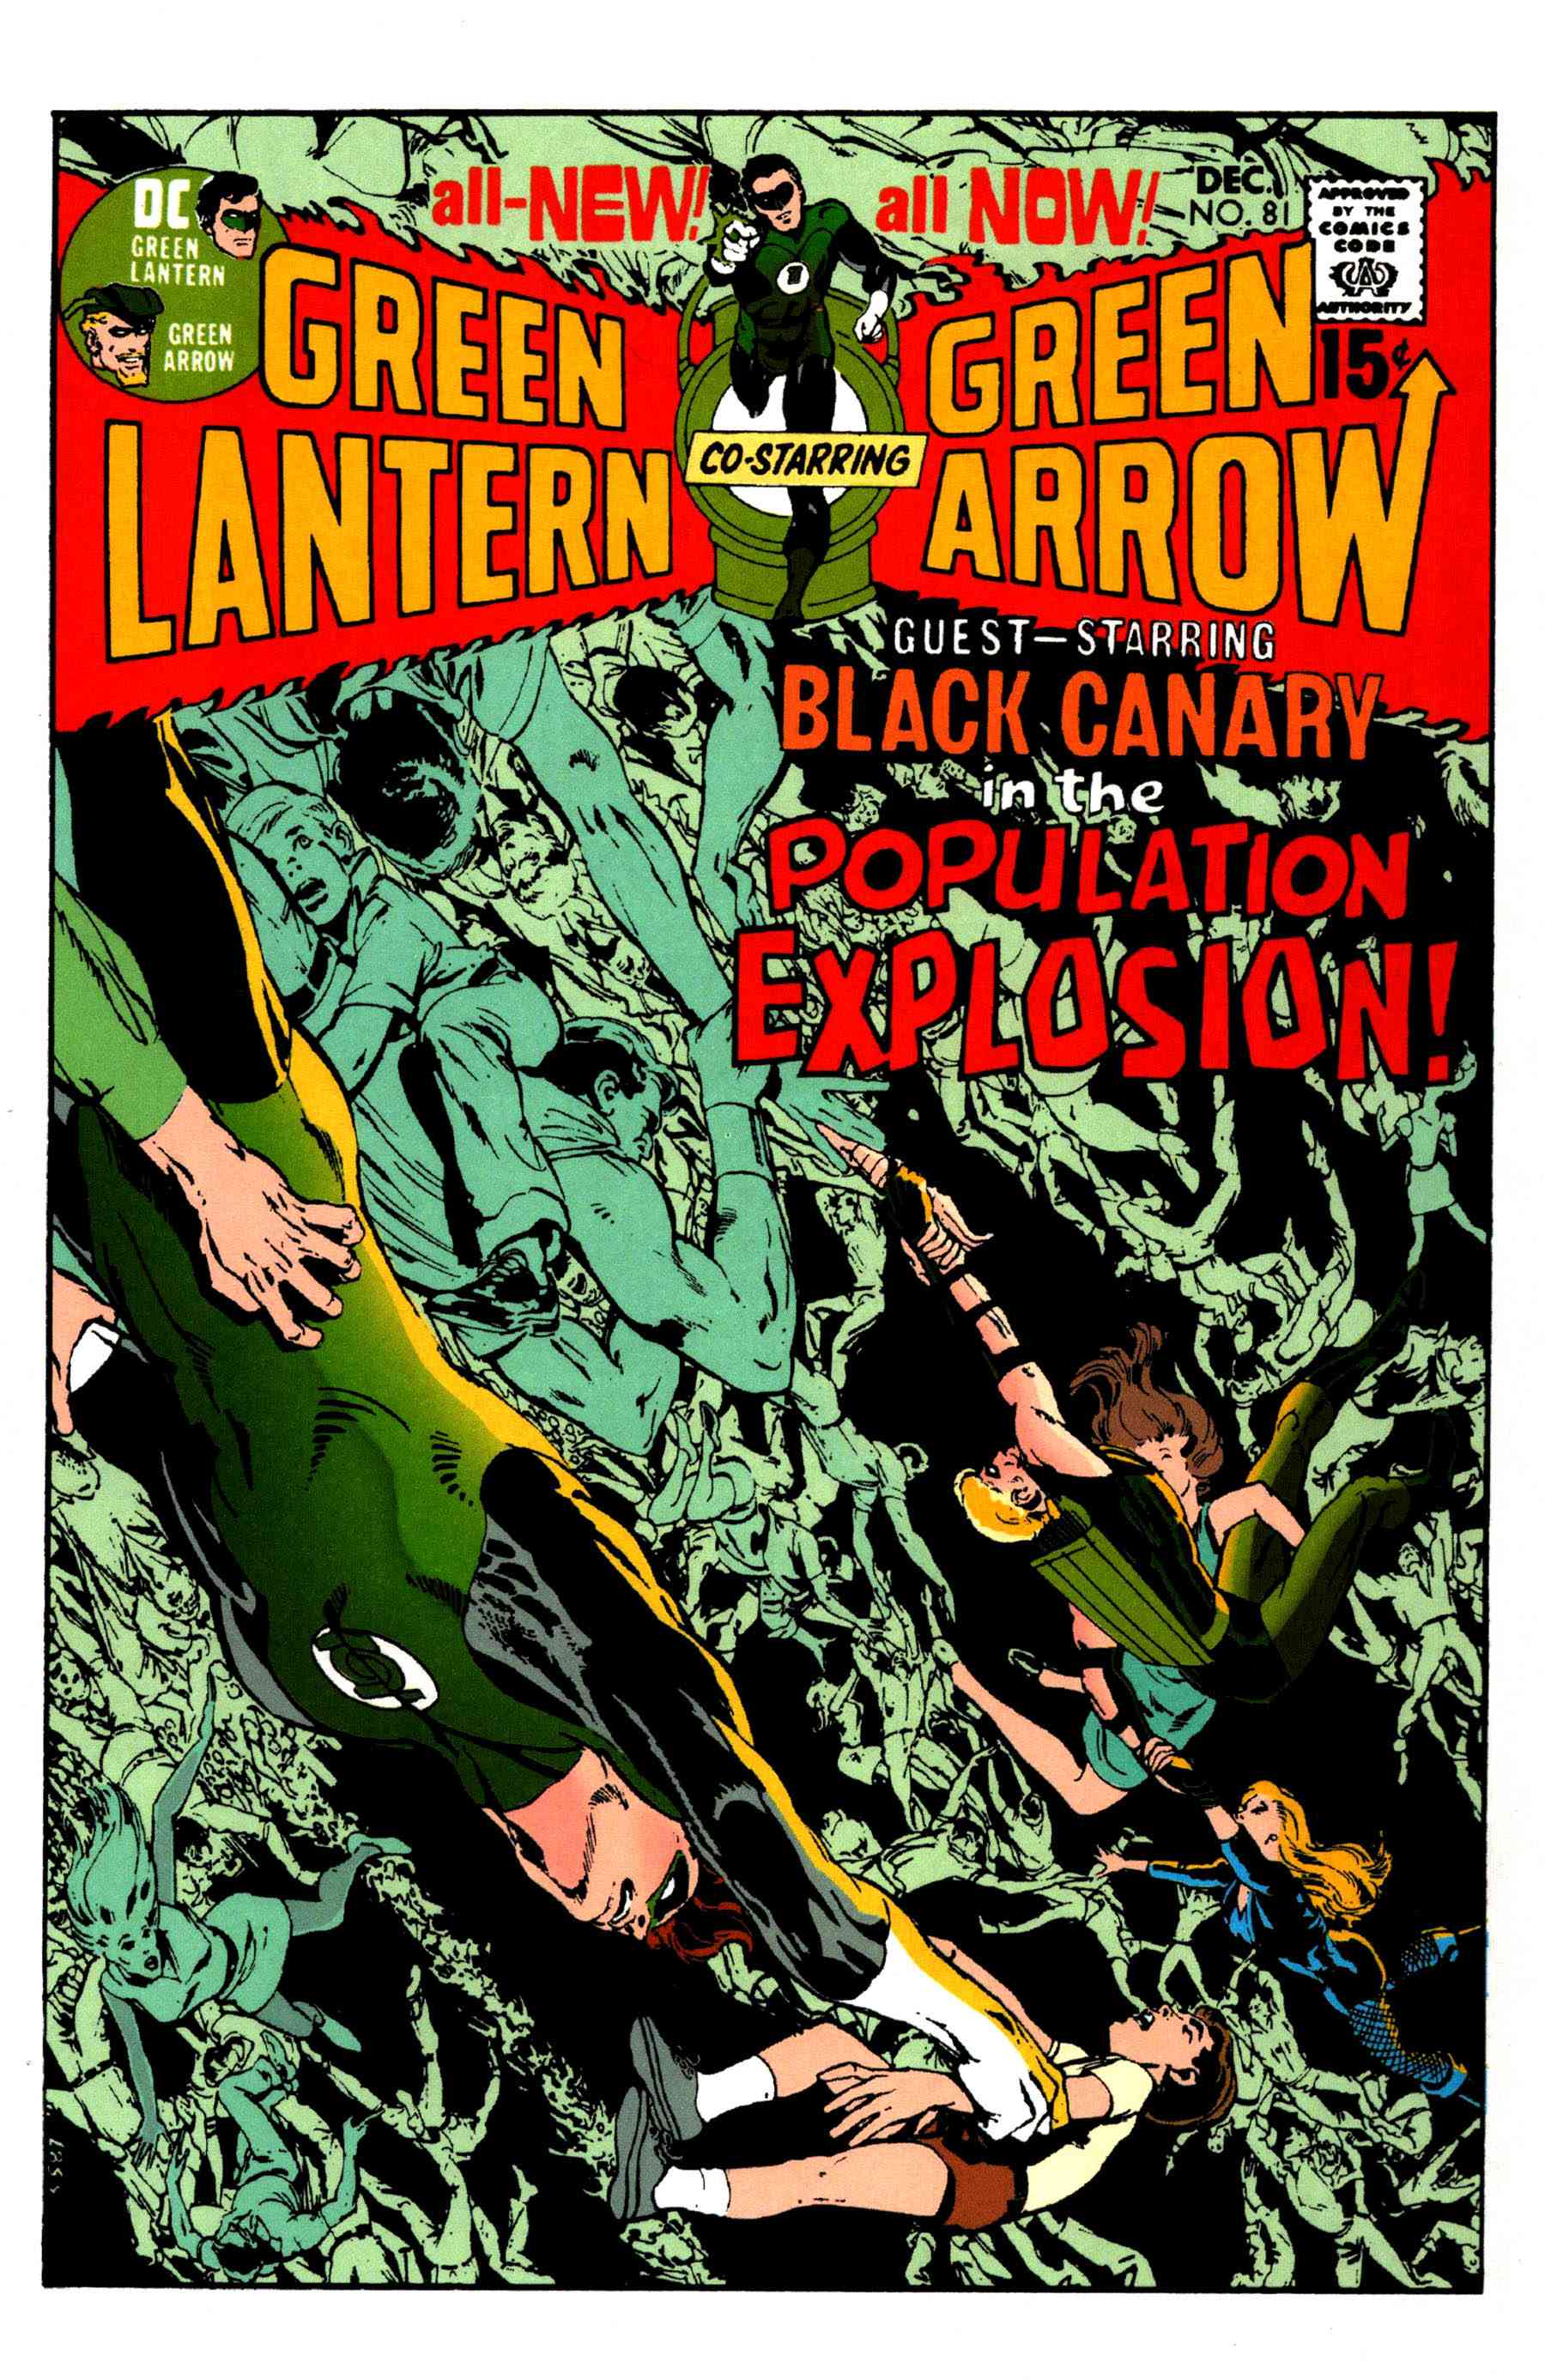 all-NEW!
all NOW!
DEC.
NO. 81
DC
GREEN
LANTERN
GREEN
ARROW
APPROVED
BY THE
COMICS
CODE
AUTHORITY
15¢
GREEN
LANTERN
CO-STARRING
GREEN
ARROW
GUEST-STARRING
BLACK CANARY
in the
POPULATION
EXPLOSION!